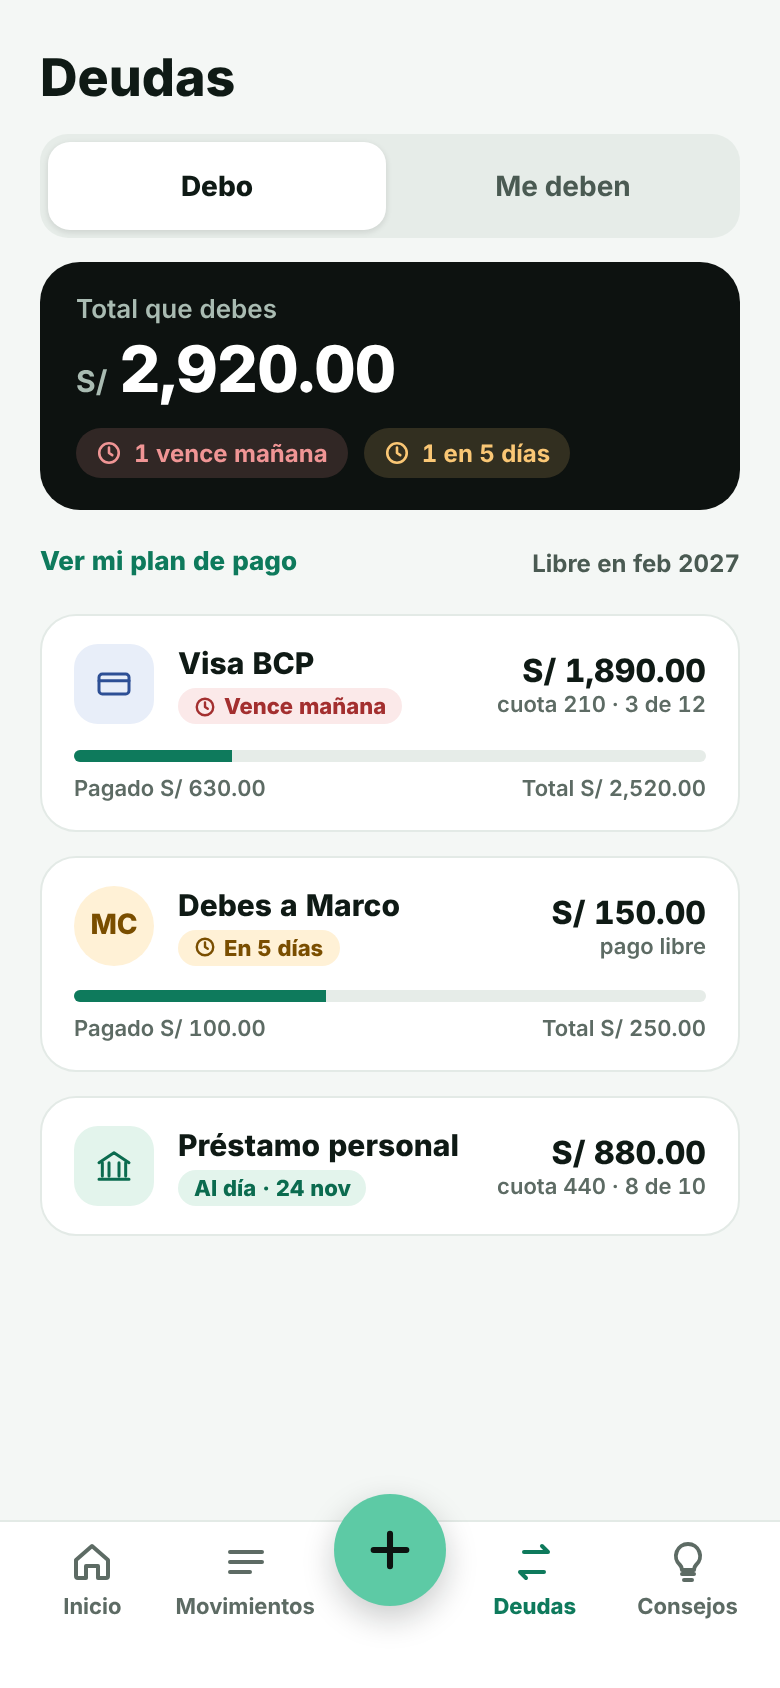 Deudas
Debo
Me deben
Total que debes
S/ 2,920.00
1 vence mañana
1 en 5 días
Ver mi plan de pago
Libre en feb 2027
Visa BCP
S/ 1,890.00
Vence mañana
cuota 210 · 3 de 12
Pagado S/ 630.00
Total S/ 2,520.00
MC
Debes a Marco
S/ 150.00
En 5 días
pago libre
Pagado S/ 100.00
Total S/ 250.00
Préstamo personal
S/ 880.00
Al día · 24 nov
cuota 440 · 8 de 10
Inicio
Movimientos
Deudas
Consejos